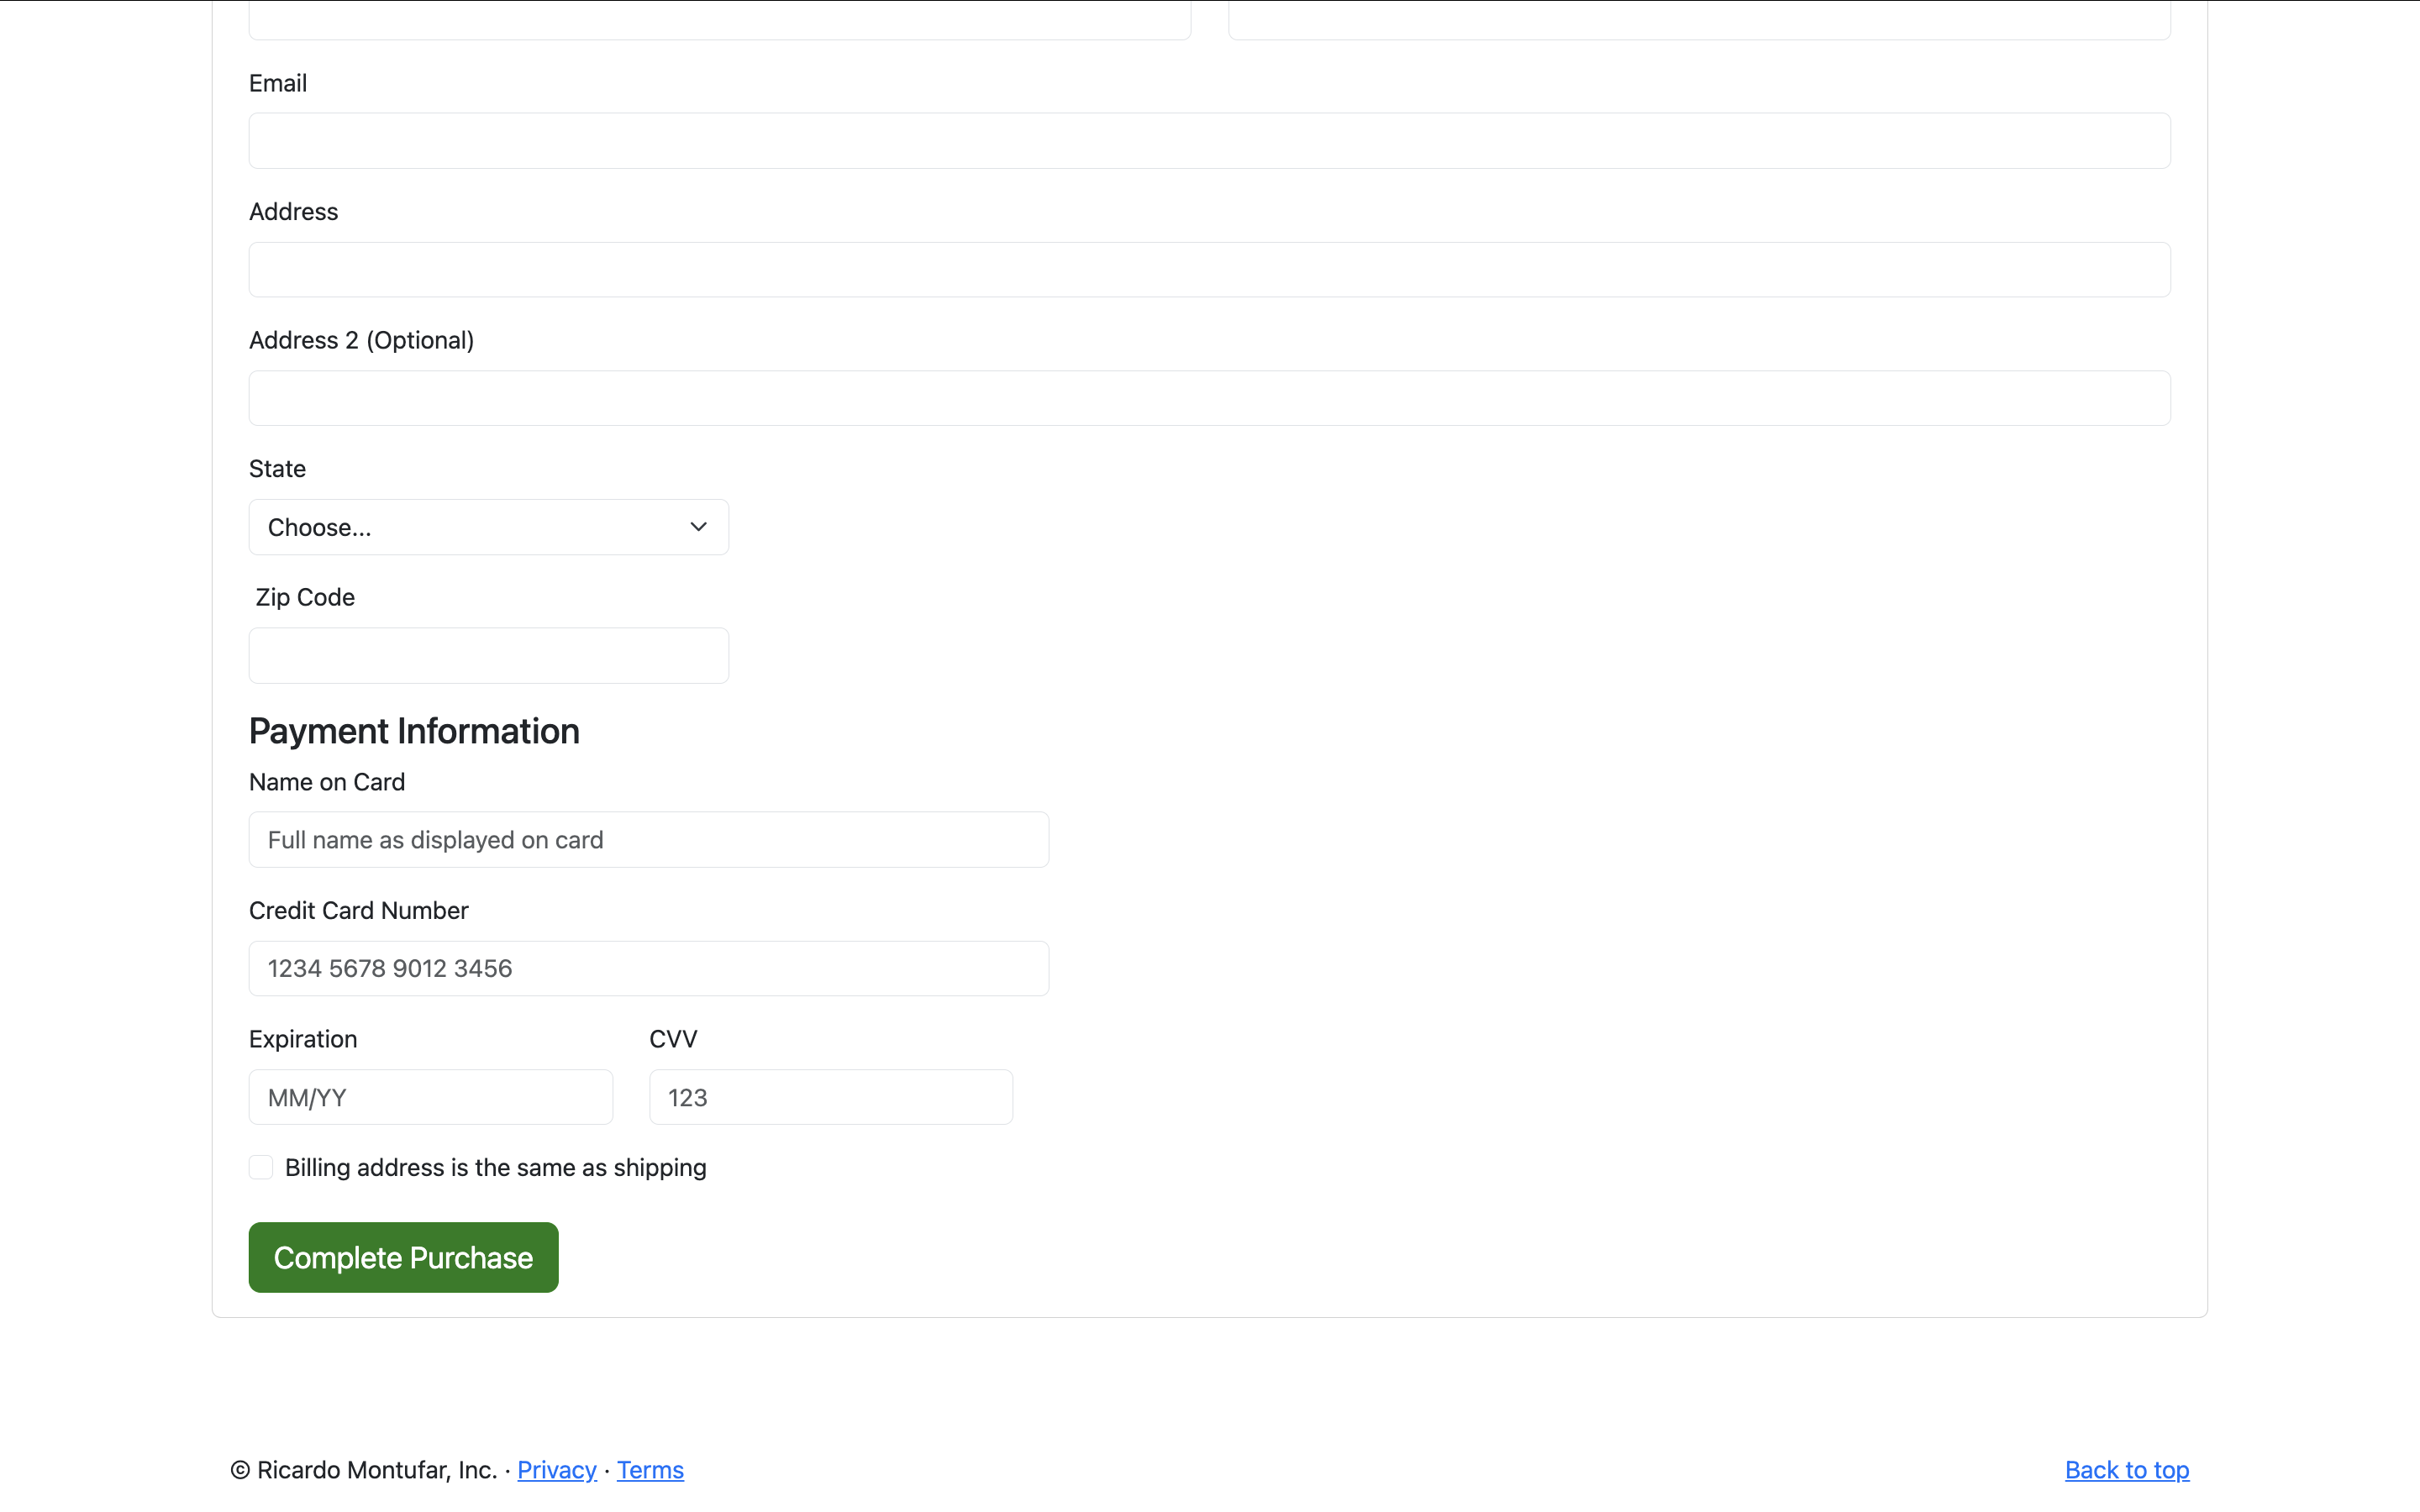 Email
Address
Address 2 (Optional)
State
Choose...
Zip Code
Payment Information
Name on Card
Full name as displayed on card
Credit Card Number
1234 5678 9012 3456
Expiration CVV
MM/YY 123
Billing address is the same as shipping
Complete Purchase
© Ricardo Montufar, Inc. · Privacy · Terms Back to top